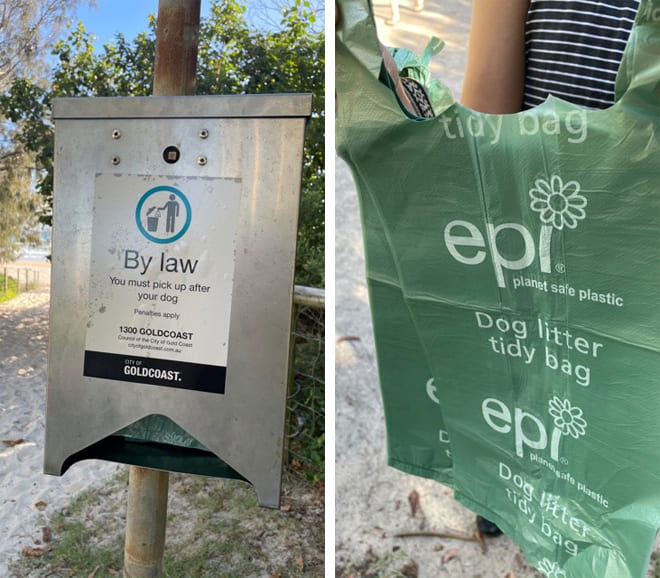 By law
You must pick up after
your dog
Penalties apply
1300 GOLDCOAST
Council of the City of Gold Coast
cityofgoldcoast.com.au
CITY OF
GOLDCOAST.
tidy bag
epi®
planet safe plastic
Dog litter
tidy bag
epi®
planet safe plastic
Dog litter
tidy bag
e
D
t